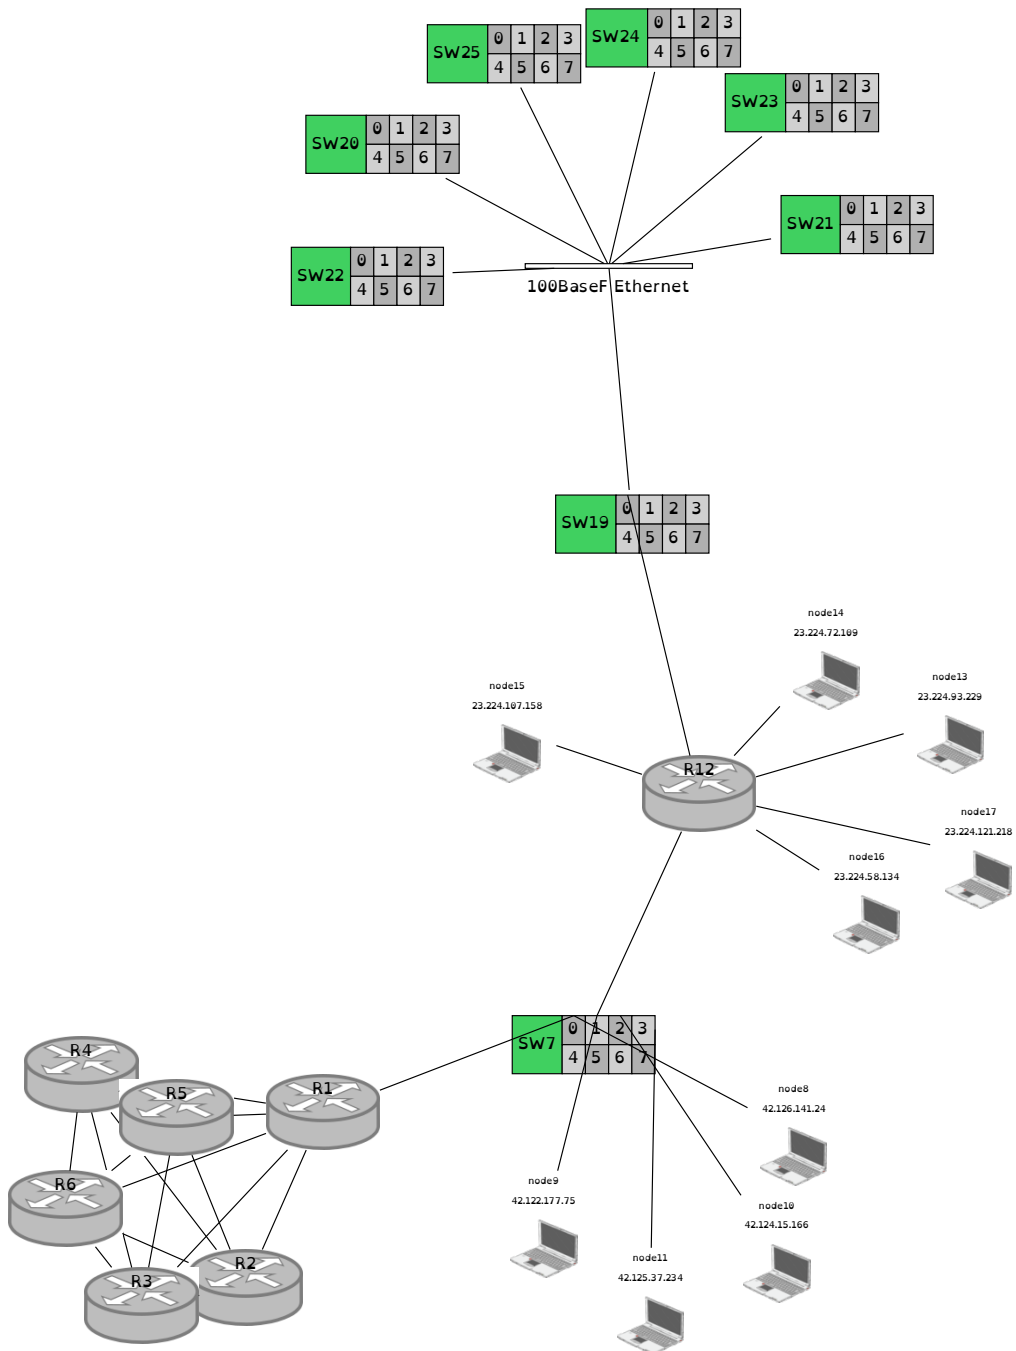 SW24
0 1 2 3
4 5 6 7
SW25
0 1 2 3
4 5 6 7
SW23
0 1 2 3
4 5 6 7
SW20
0 1 2 3
4 5 6 7
SW21
0 1 2 3
4 5 6 7
SW22
0 1 2 3
4 5 6 7
100BaseF Ethernet
SW19
0 1 2 3
4 5 6 7
node14
23.224.72.109
node15
23.224.107.158
node13
23.224.93.229
R12
node17
23.224.121.218
node16
23.224.58.134
SW7
0 1 2 3
4 5 6 7
R4
R5
R1
node8
42.126.141.24
R6
node9
42.122.177.75
node10
42.124.15.166
R3
R2
node11
42.125.37.234